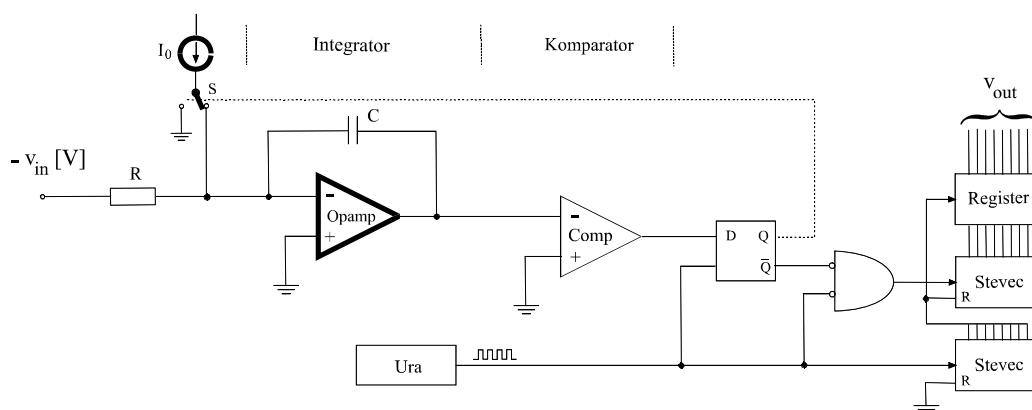 I0
Integrator
Komparator
S
C
Vout
- vin [V]
R
-
Opamp
+
-
Comp
+
D Q
Q̅
Register
Stevec
R
Ura
Stevec
R